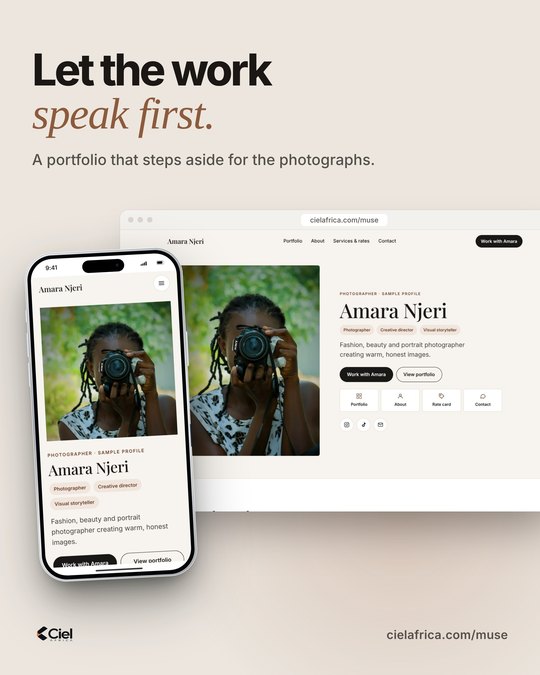 Let the work
speak first.
A portfolio that steps aside for the photographs.
cielafrica.com/muse
Amara Njeri
Portfolio About Services & rates Contact
Work with Amara
PHOTOGRAPHER · SAMPLE PROFILE
Amara Njeri
Photographer Creative director Visual storyteller
Fashion, beauty and portrait photographer
creating warm, honest images.
Work with Amara View portfolio
Portfolio About Rate card Contact
9:41
Amara Njeri
PHOTOGRAPHER · SAMPLE PROFILE
Amara Njeri
Photographer Creative director
Visual storyteller
Fashion, beauty and portrait
photographer creating warm, honest
images.
Work with Amara View portfolio
Ciel
cielafrica.com/muse